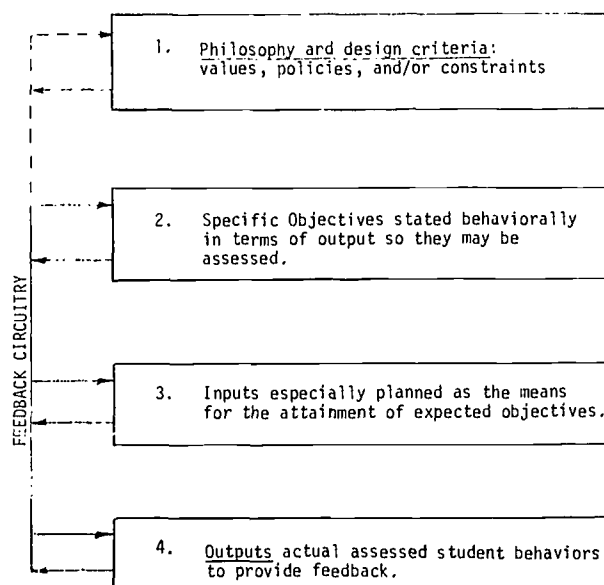 1. Philosophy ard design criteria:
values, policies, and/or constraints
2. Specific Objectives stated behaviorally
in terms of output so they may be
assessed.
FEEDBACK CIRCUITRY
3. Inputs especially planned as the means
for the attainment of expected objectives.
4. Outputs actual assessed student behaviors
to provide feedback.